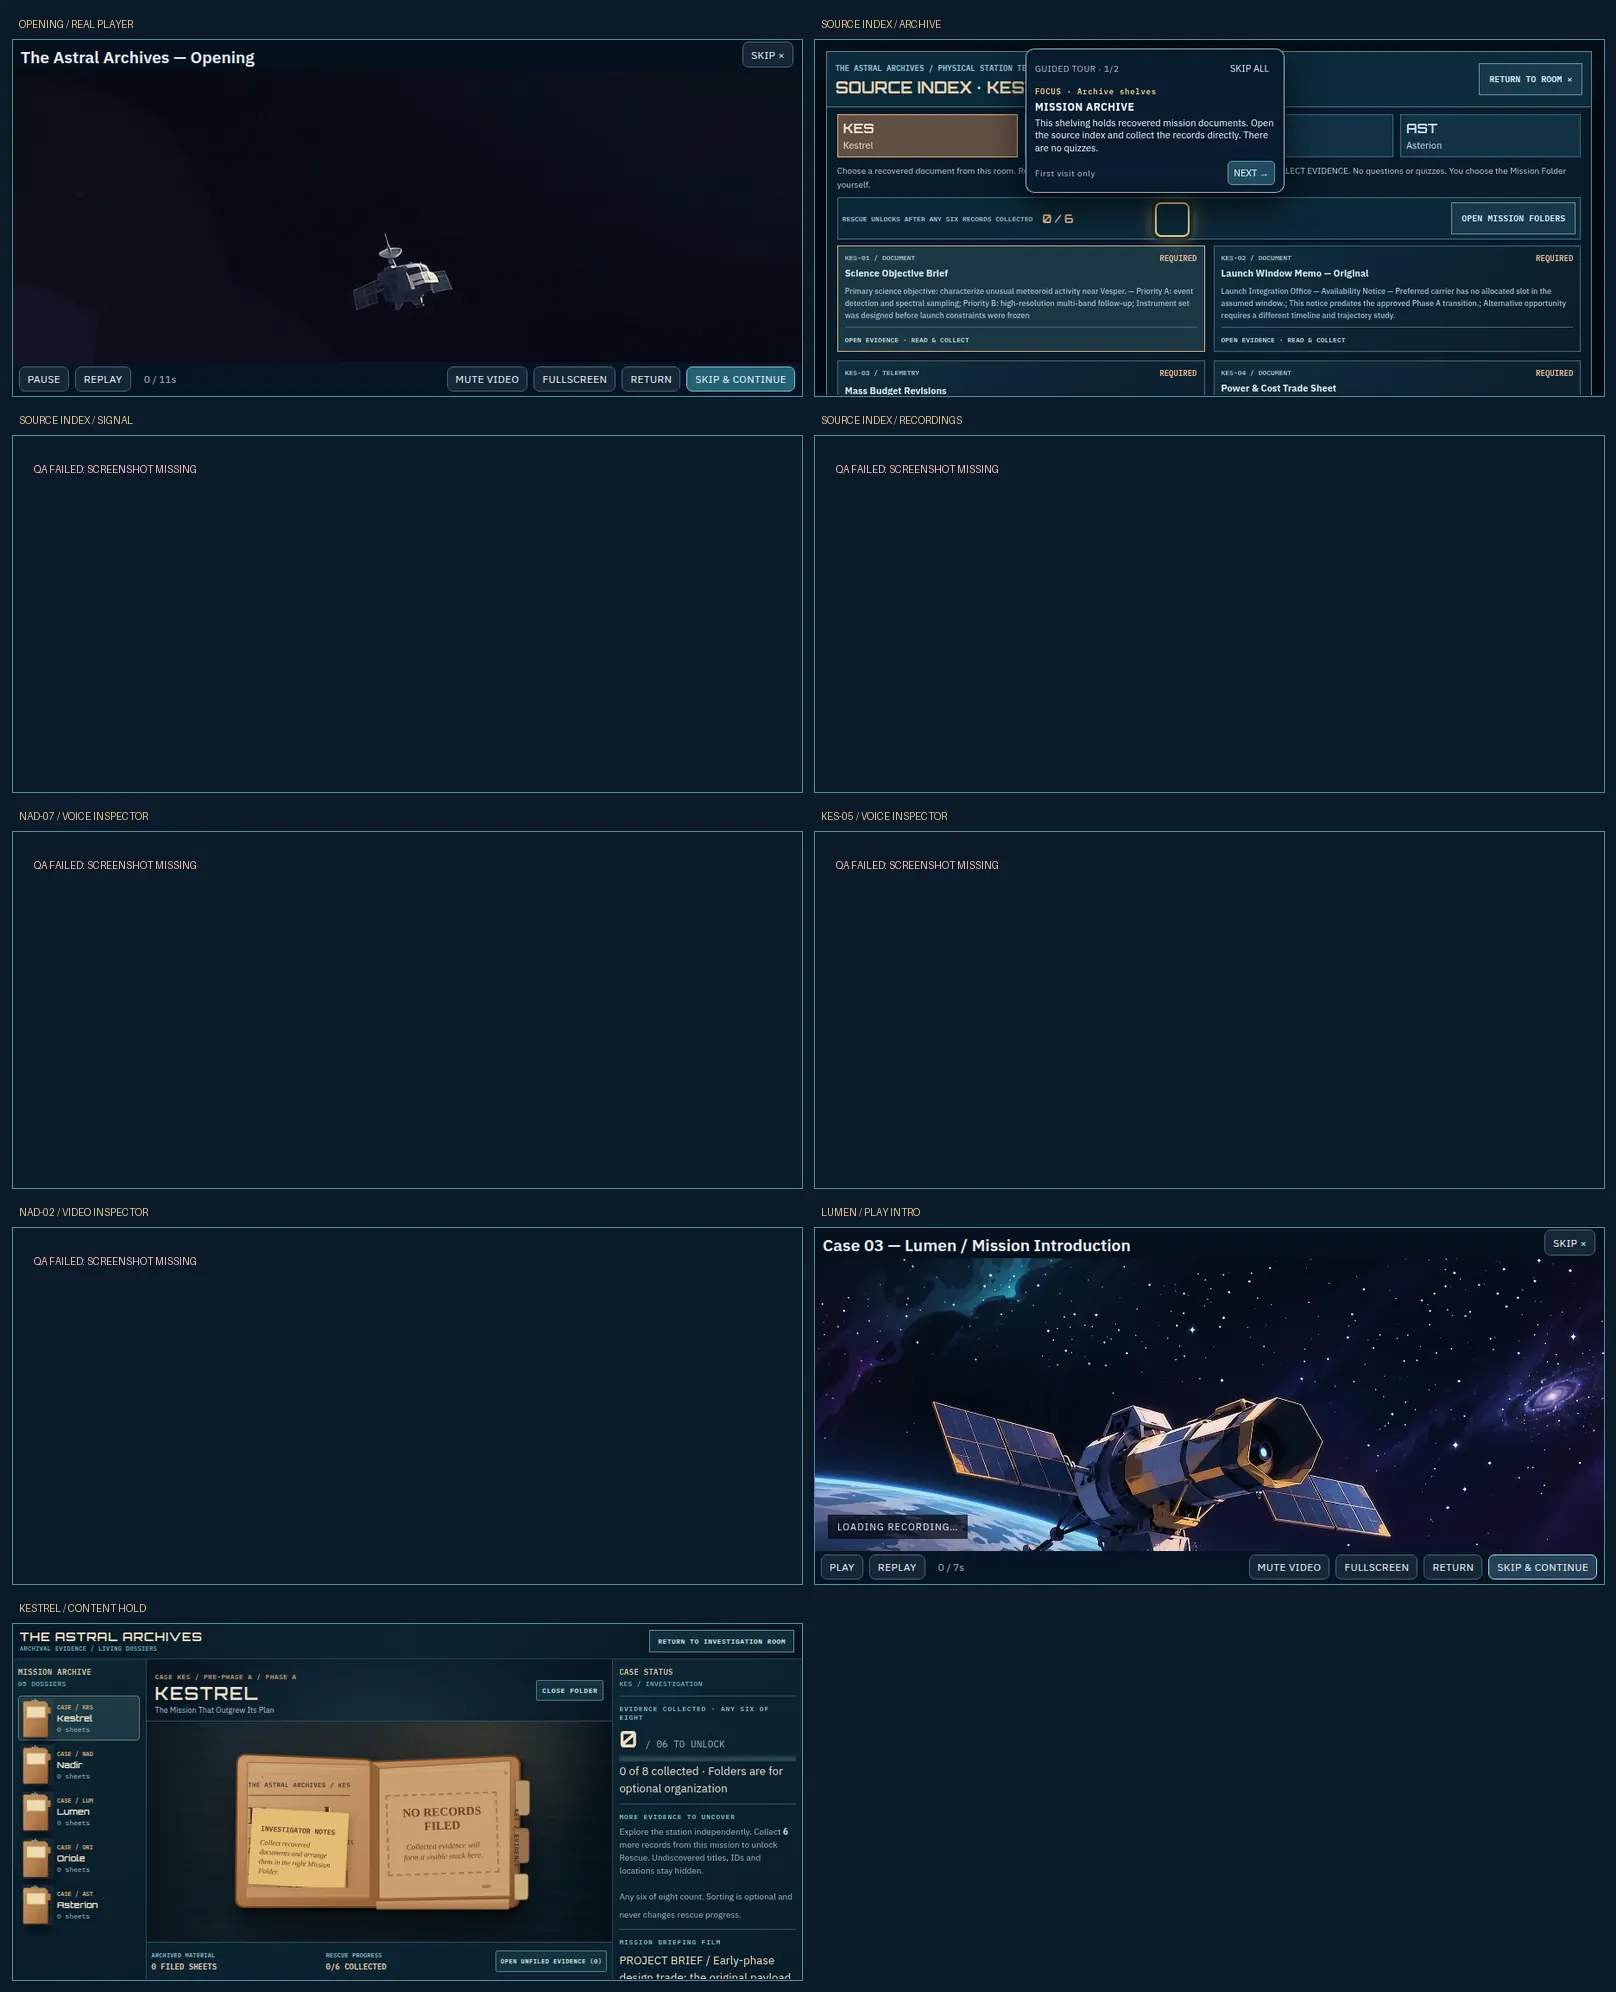 OPENING / REAL PLAYER
The Astral Archives — Opening
SKIP ×
PAUSE
REPLAY
0 / 11s
MUTE VIDEO
FULLSCREEN
RETURN
SKIP & CONTINUE
SOURCE INDEX / ARCHIVE
THE ASTRAL ARCHIVES / PHYSICAL STATION TE
SOURCE INDEX · KES
RETURN TO ROOM ×
GUIDED TOUR · 1/2
SKIP ALL
FOCUS · Archive shelves
MISSION ARCHIVE
This shelving holds recovered mission documents. Open
the source index and collect the records directly. There
are no quizzes.
First visit only
NEXT →
KES
Kestrel
AST
Asterion
Choose a recovered document from this room. Re
LECT EVIDENCE. No questions or quizzes. You choose the Mission Folder
yourself.
RESCUE UNLOCKS AFTER ANY SIX RECORDS COLLECTED
0/6
OPEN MISSION FOLDERS
KES-01 / DOCUMENT
REQUIRED
Science Objective Brief
Primary science objective: characterize unusual meteoroid activity near Vesper. — Priority A: event
detection and spectral sampling; Priority B: high-resolution multi-band follow-up; Instrument set
was designed before launch constraints were frozen
OPEN EVIDENCE · READ & COLLECT
KES-02 / DOCUMENT
REQUIRED
Launch Window Memo — Original
Launch Integration Office — Availability Notice — Preferred carrier has no allocated slot in the
assumed window.; This notice predates the approved Phase A transition.; Alternative opportunity
requires a different timeline and trajectory study.
OPEN EVIDENCE · READ & COLLECT
KES-03 / TELEMETRY
REQUIRED
Mass Budget Revisions
KES-04 / DOCUMENT
REQUIRED
Power & Cost Trade Sheet
SOURCE INDEX / SIGNAL
QA FAILED: SCREENSHOT MISSING
SOURCE INDEX / RECORDINGS
QA FAILED: SCREENSHOT MISSING
NAD-07 / VOICE INSPECTOR
QA FAILED: SCREENSHOT MISSING
KES-05 / VOICE INSPECTOR
QA FAILED: SCREENSHOT MISSING
NAD-02 / VIDEO INSPECTOR
QA FAILED: SCREENSHOT MISSING
LUMEN / PLAY INTRO
Case 03 — Lumen / Mission Introduction
SKIP ×
LOADING RECORDING…
PLAY
REPLAY
0 / 7s
MUTE VIDEO
FULLSCREEN
RETURN
SKIP & CONTINUE
KESTREL / CONTENT HOLD
THE ASTRAL ARCHIVES
ARCHIVAL EVIDENCE / LIVING DOSSIERS
RETURN TO INVESTIGATION ROOM
MISSION ARCHIVE
05 DOSSIERS
CASE / KES
Kestrel
0 sheets
CASE / NAD
Nadir
0 sheets
CASE / LUM
Lumen
0 sheets
CASE / ORI
Oriole
0 sheets
CASE / AST
Asterion
0 sheets
CASE KES / PRE-PHASE A / PHASE A
KESTREL
The Mission That Outgrew Its Plan
CLOSE FOLDER
THE ASTRAL ARCHIVES / KES
INVESTIGATOR NOTES
Collect recovered
documents and arrange
them in the right Mission
Folder.
NO RECORDS
FILED
Collected evidence will
form a visible stack here.
ARCHIVED MATERIAL
0 FILED SHEETS
RESCUE PROGRESS
0/6 COLLECTED
OPEN UNFILED EVIDENCE (0)
CASE STATUS
KES / INVESTIGATION
EVIDENCE COLLECTED · ANY SIX OF
EIGHT
0 / 06 TO UNLOCK
0 of 8 collected · Folders are for
optional organization
MORE EVIDENCE TO UNCOVER
Explore the station independently. Collect 6
more records from this mission to unlock
Rescue. Undiscovered titles, IDs and
locations stay hidden.
Any six of eight count. Sorting is optional and
never changes rescue progress.
MISSION BRIEFING FILM
PROJECT BRIEF / Early-phase
design trade: the original payload